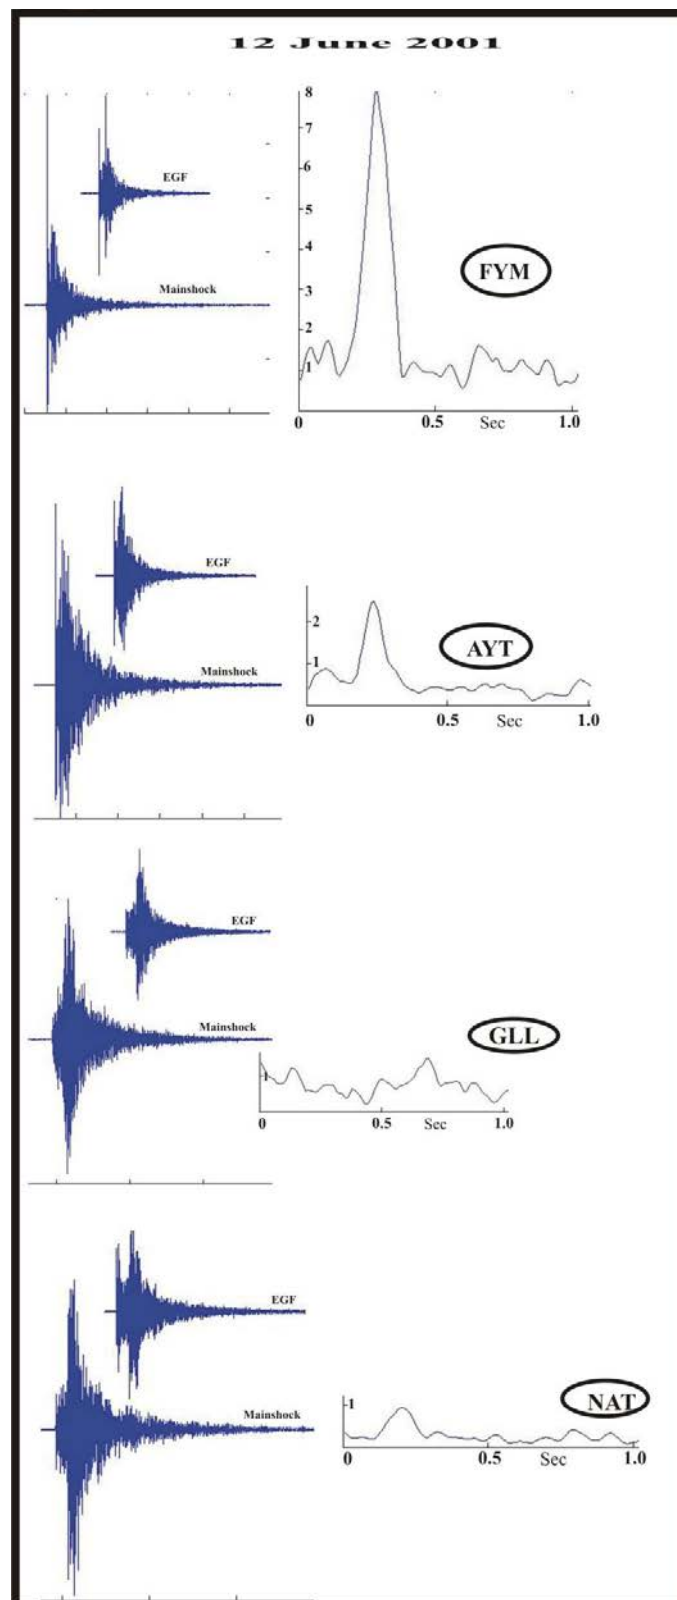 12 June 2001
8
7
EGF
6
5
4
FYM
Mainshock
3
2
1
0
0.5
Sec
1.0
EGF
2
AYT
Mainshock
1
0
0.5
Sec
1.0
EGF
Mainshock
GLL
1
0
0.5
Sec
1.0
EGF
NAT
1
Mainshock
0
0.5
Sec
1.0